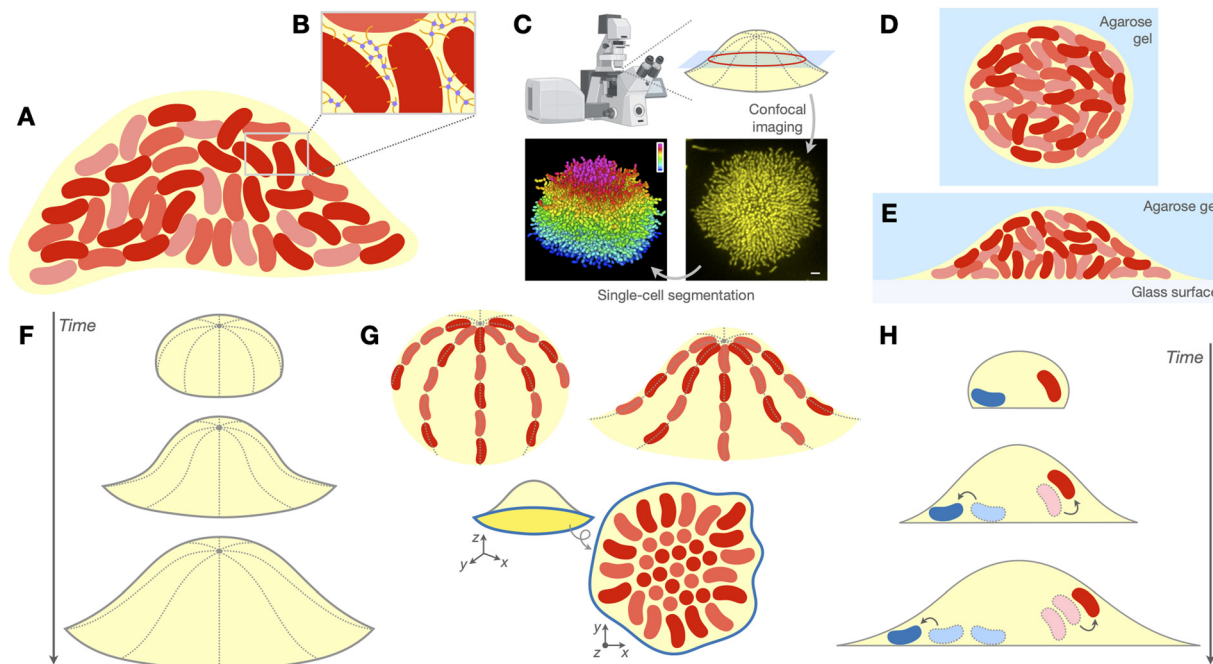 A
B
C
Confocal
imaging
Single-cell segmentation
D
Agarose
gel
E
Agarose ge
Glass surface
F
Time
G
z
y
x
y
z
x
H
Time